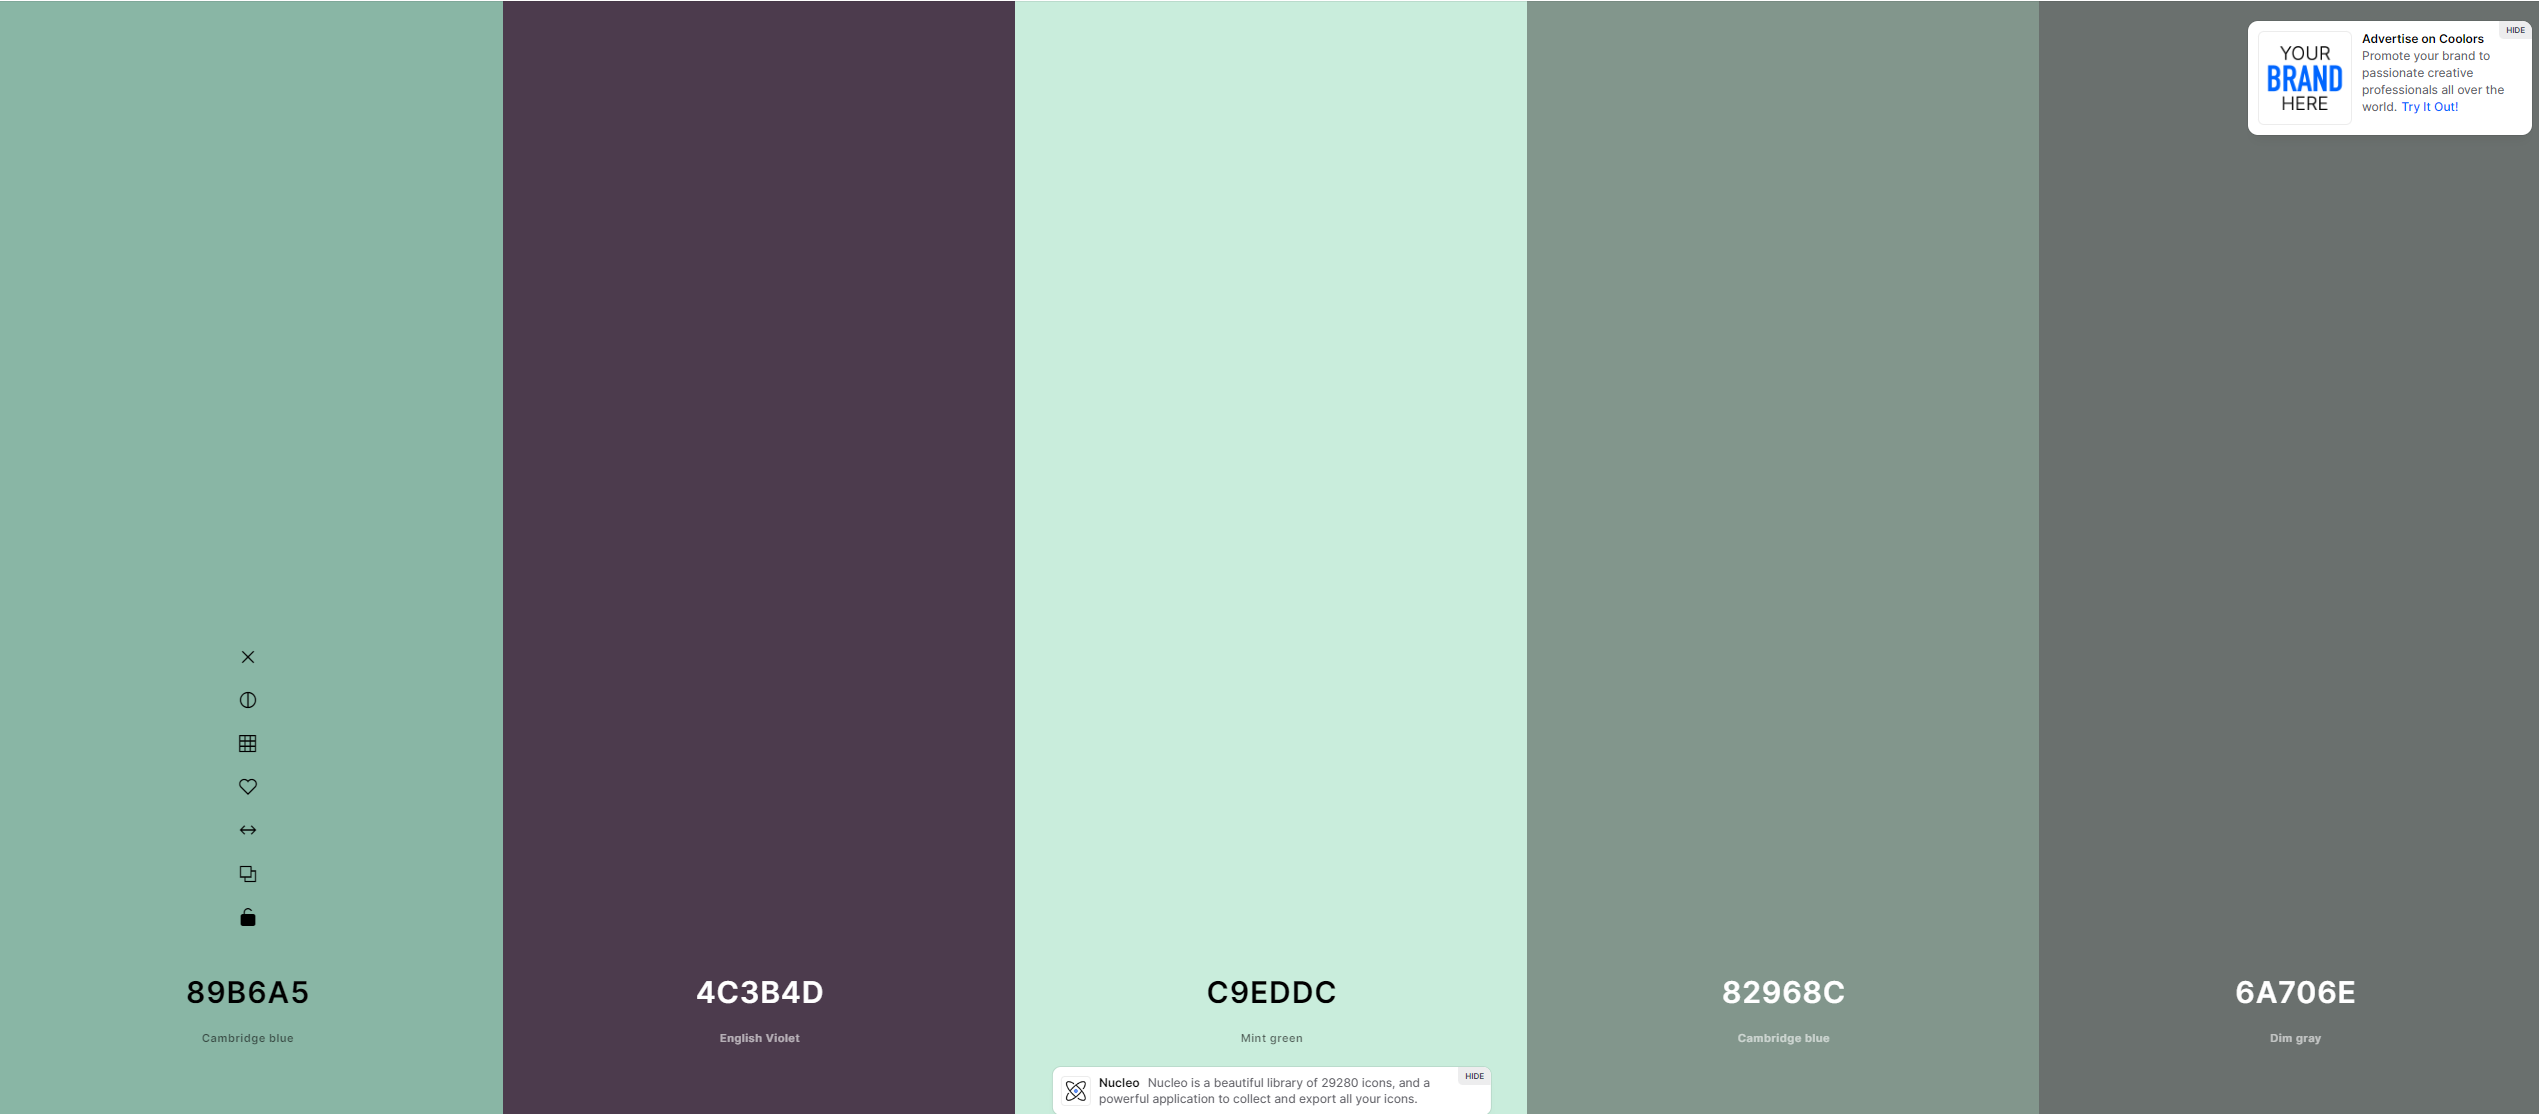 HIDE
YOUR
BRAND
HERE
Advertise on Coolors
Promote your brand to
passionate creative
professionals all over the
world. Try It Out!
89B6A5
Cambridge blue
4C3B4D
English Violet
C9EDDC
Mint green
82968C
Cambridge blue
6A706E
Dim gray
HIDE
Nucleo Nucleo is a beautiful library of 29280 icons, and a
powerful application to collect and export all your icons.